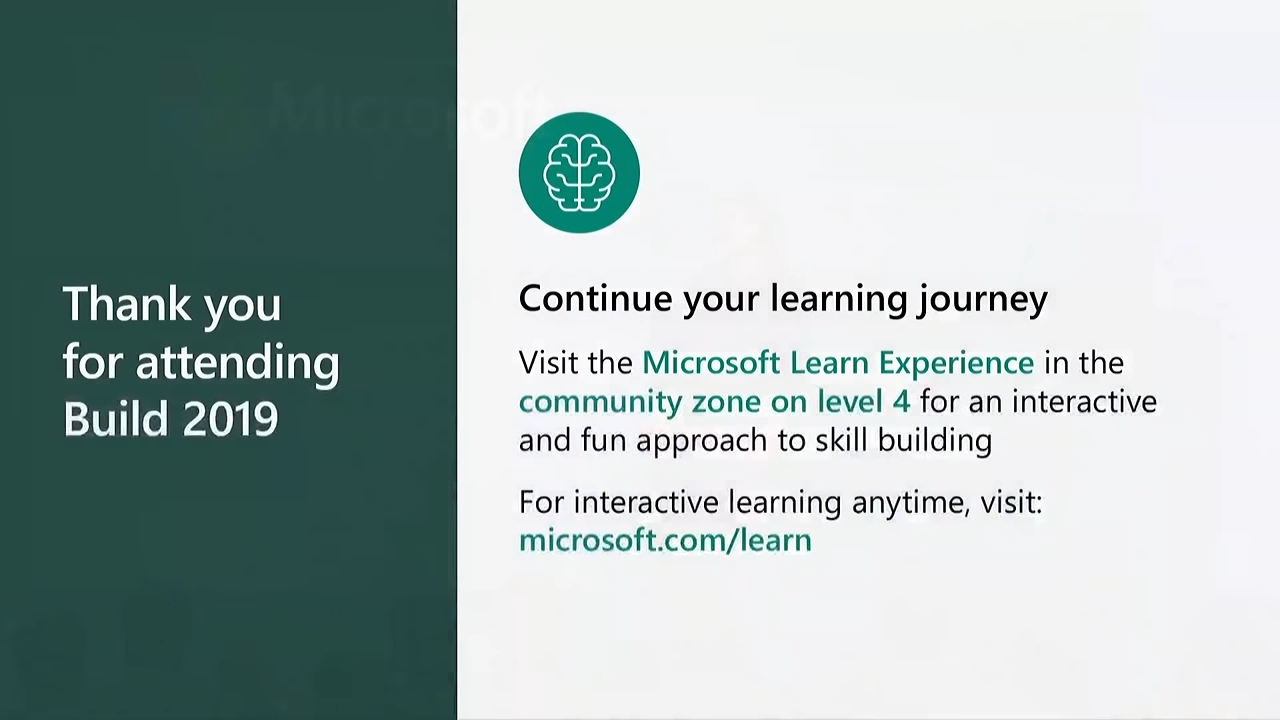 Microsoft
Thank you
for attending
Build 2019
Continue your learning journey
Visit the Microsoft Learn Experience in the
community zone on level 4 for an interactive
and fun approach to skill building
For interactive learning anytime, visit:
microsoft.com/learn